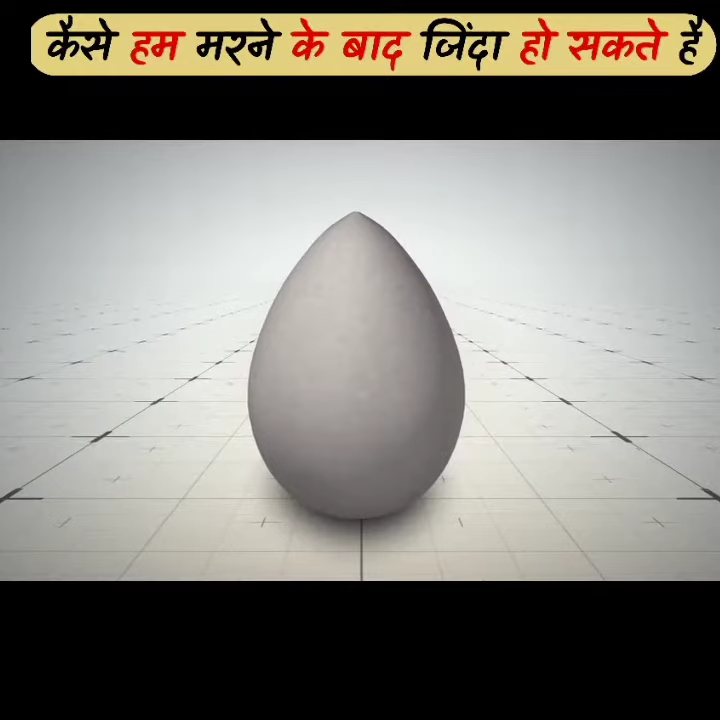 कैसे हम मरने के बाद जिंदा हो सकते है